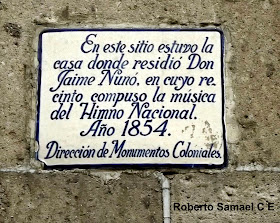 En este sitio estuvo la
casa donde residió Don
Jaime Nunó, en cuyo re-
cinto compuso la música
del Himno Nacional.
Año 1854.
Dirección de Monumentos Coloniales.
Roberto Samael C E